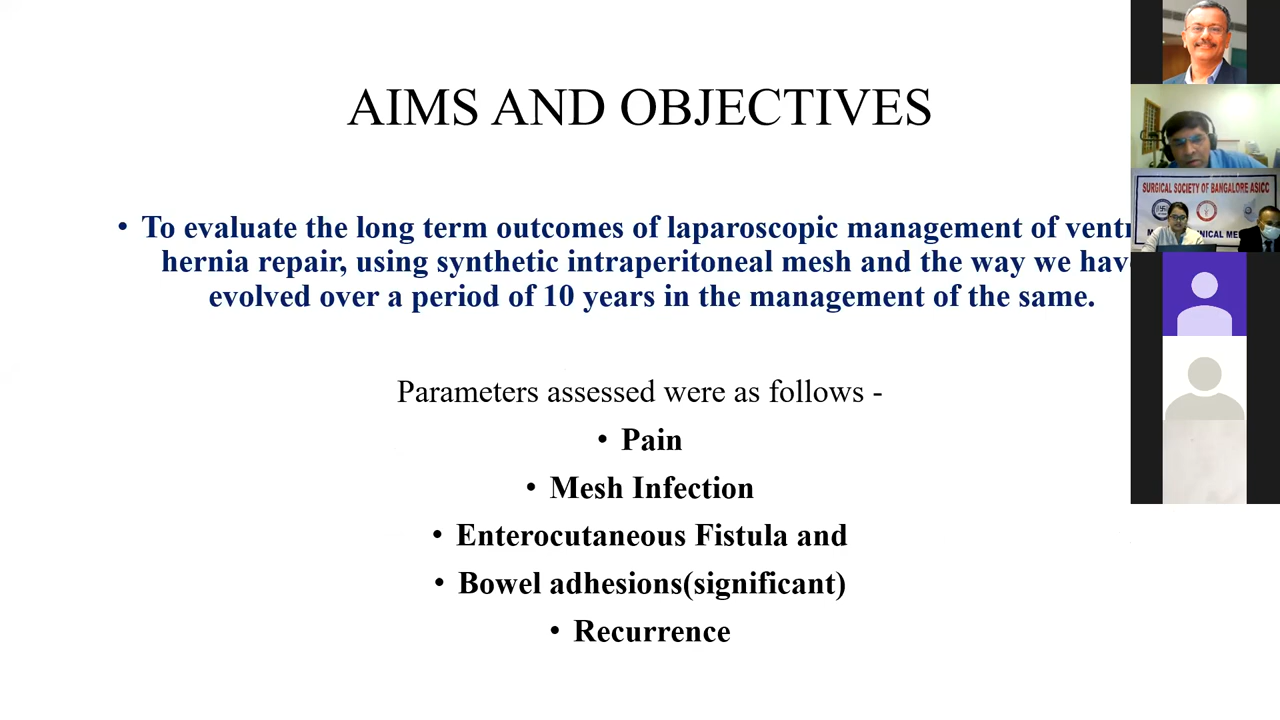 AIMS AND OBJECTIVES
• To evaluate the long term outcomes of laparoscopic management of
hernia repair, using synthetic intraperitoneal mesh and the way we
evolved over a period of 10 years in the management of the same.
Parameters assessed were as follows -
• Pain
• Mesh Infection
• Enterocutaneous Fistula and
• Bowel adhesions(significant)
• Recurrence
SURGICAL SOCIETY OF BANGALORE ASICC